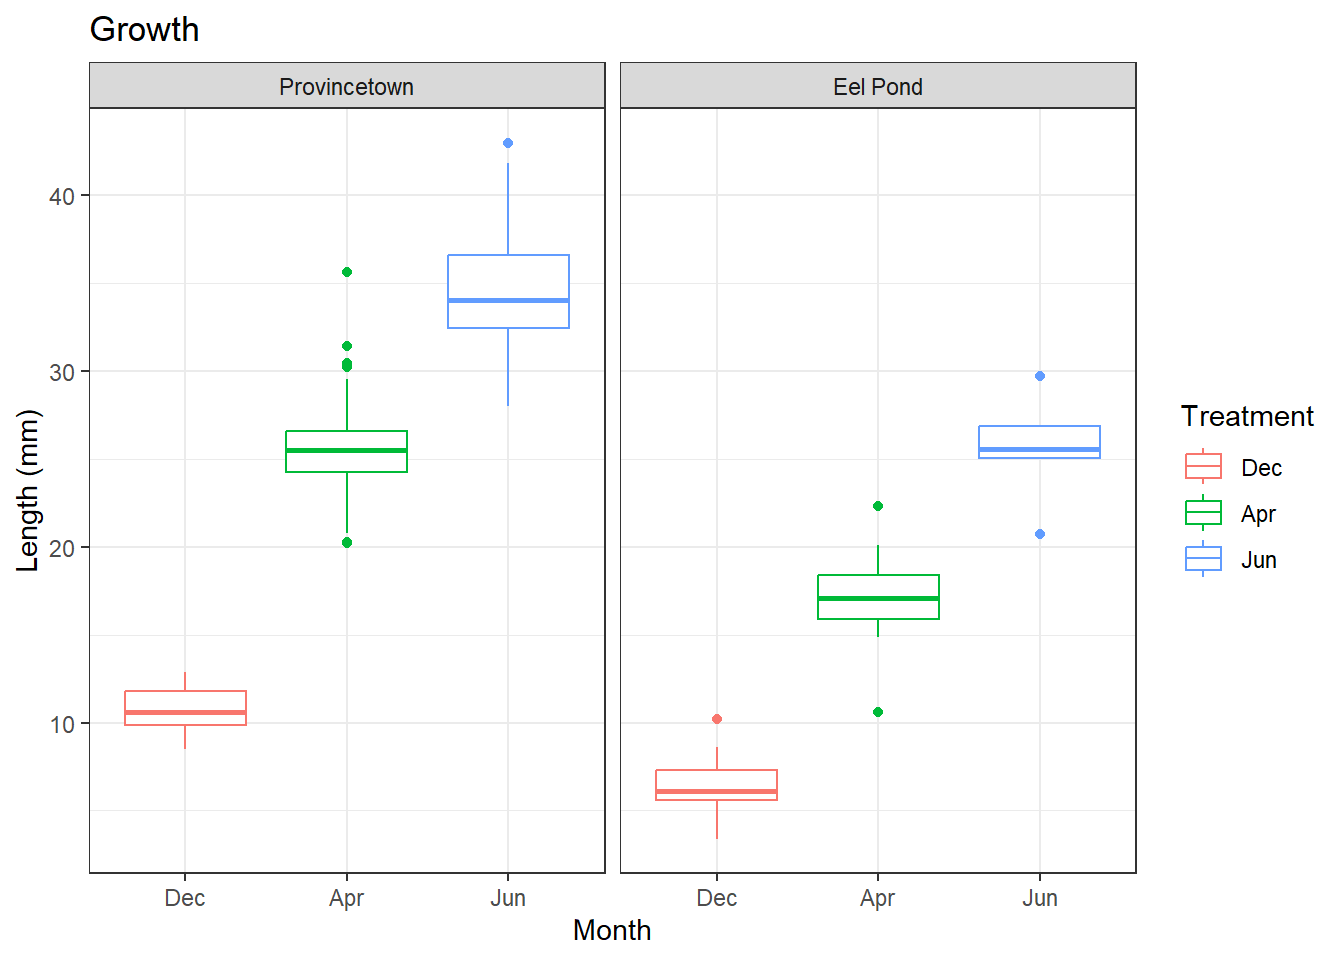 Growth
Provincetown
Eel Pond
Length (mm)
40
30
20
10
Dec
Apr
Jun
Dec
Apr
Jun
Month
Treatment
Dec
Apr
Jun